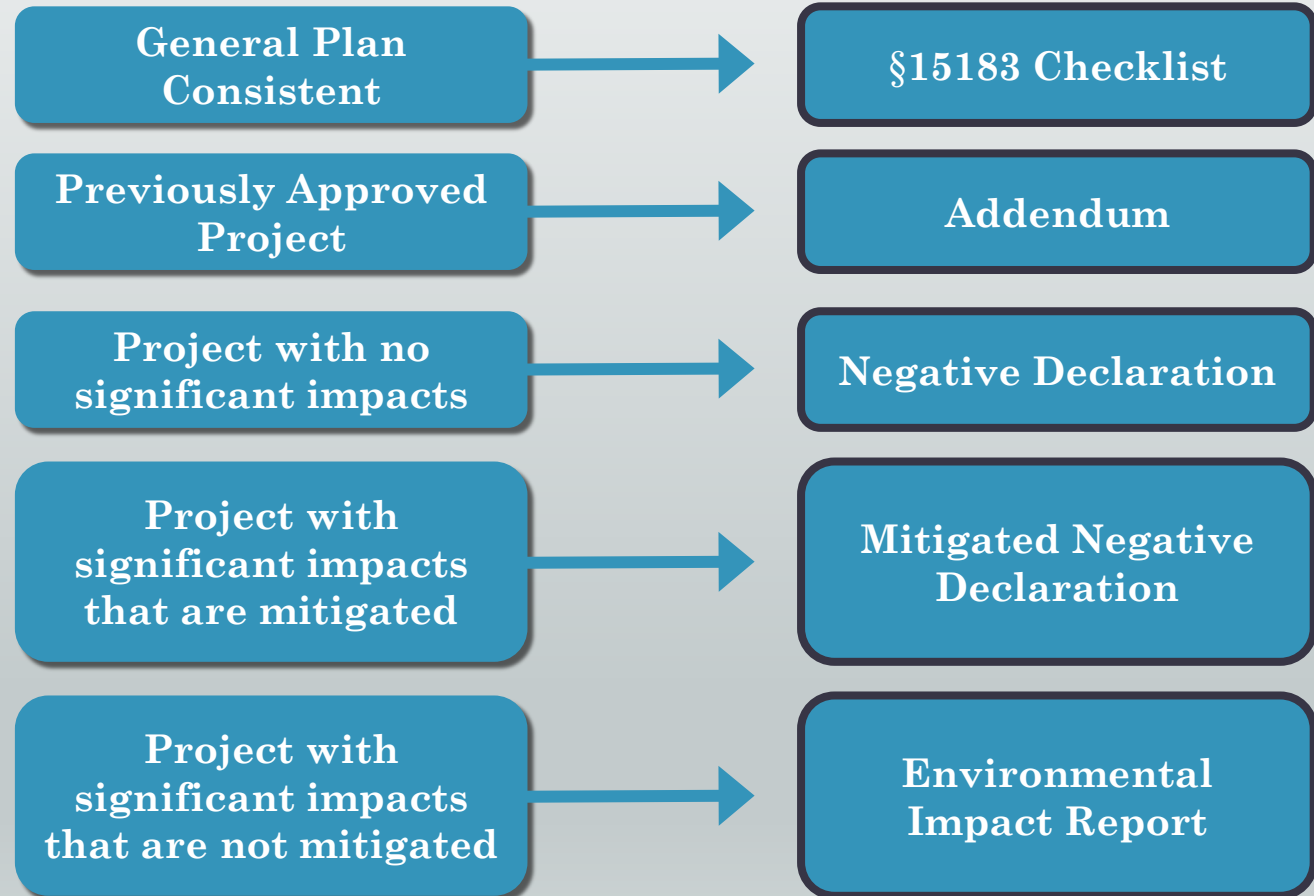 General Plan
Consistent
§15183 Checklist
Previously Approved
Project
Addendum
Project with no
significant impacts
Negative Declaration
Project with
significant impacts
that are mitigated
Mitigated Negative
Declaration
Project with
significant impacts
that are not mitigated
Environmental
Impact Report